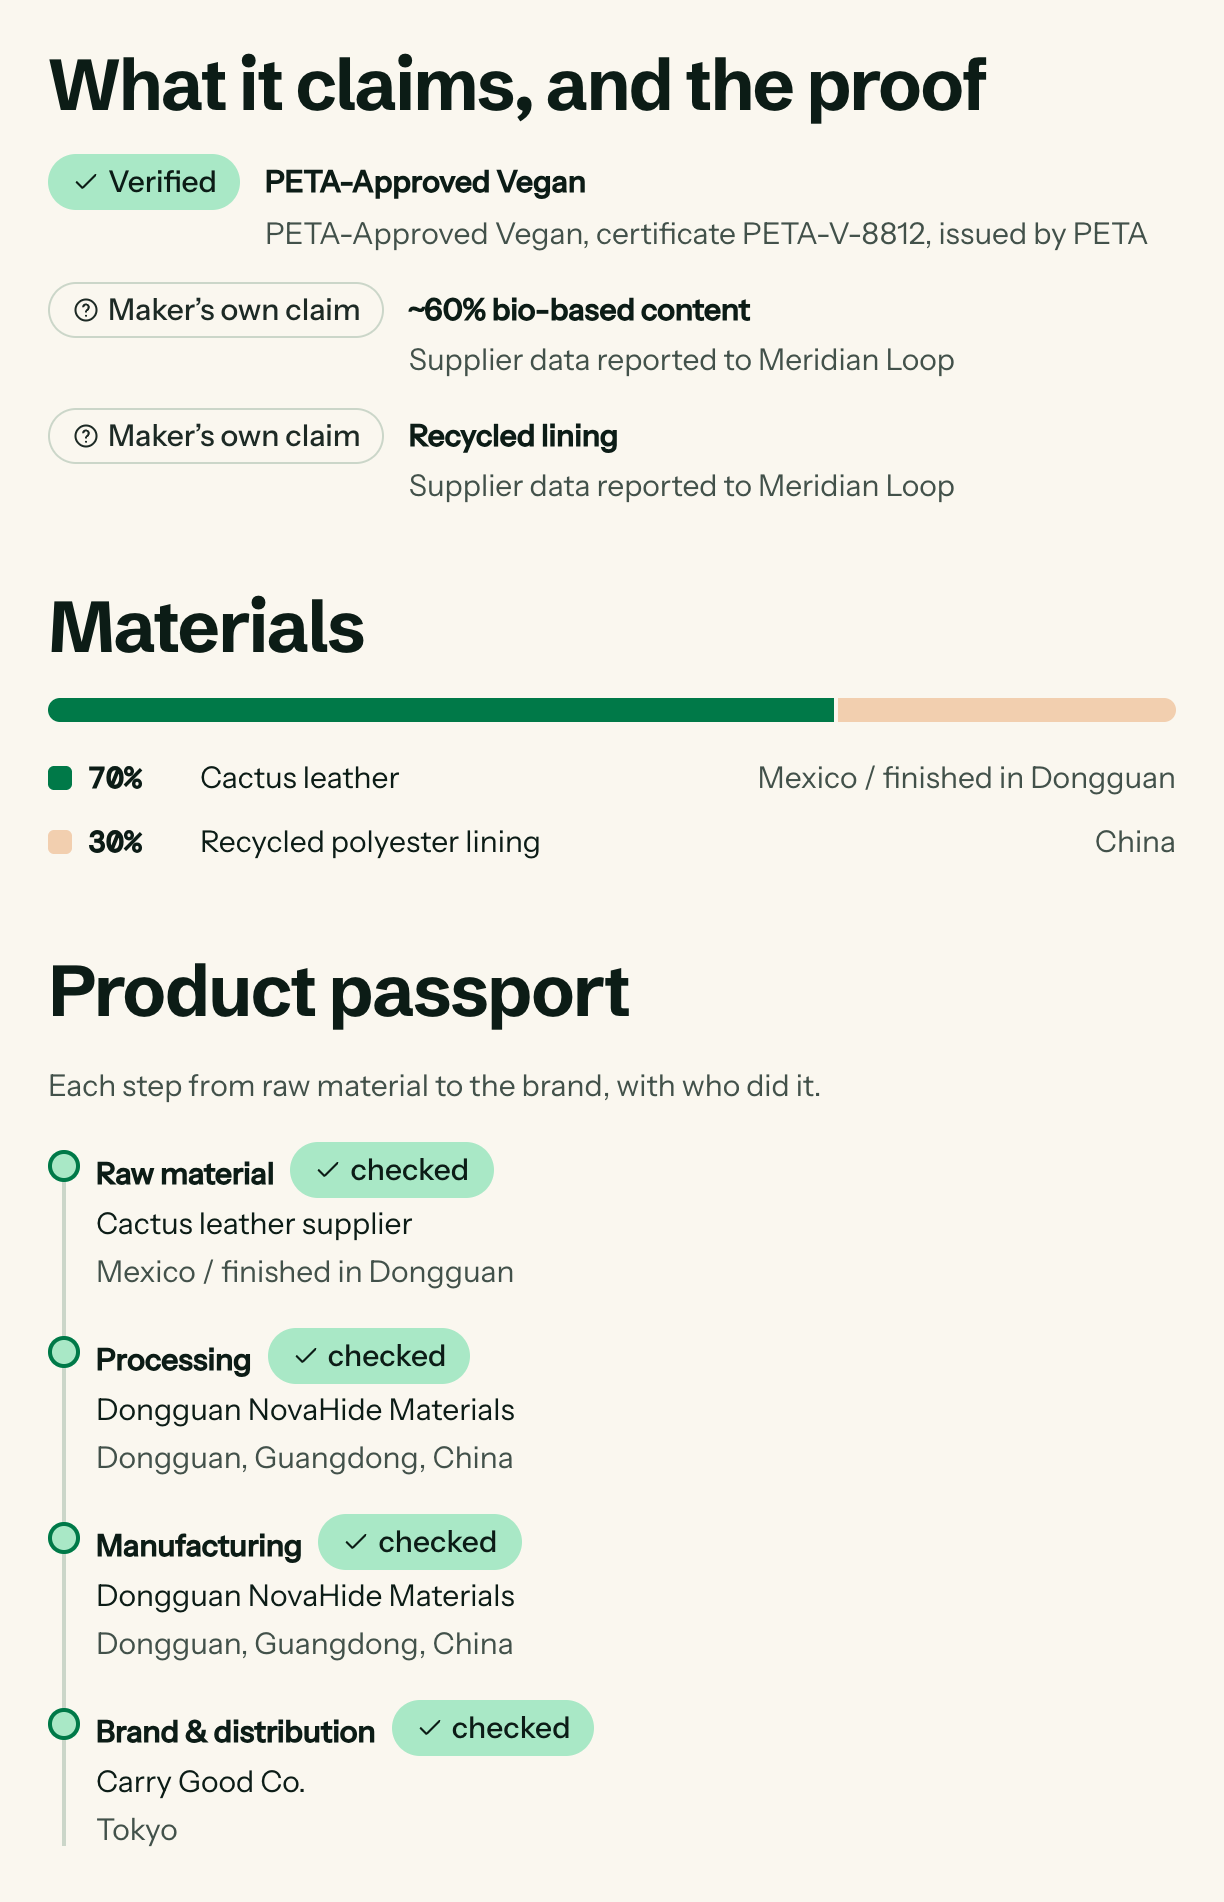 What it claims, and the proof
Verified PETA-Approved Vegan
PETA-Approved Vegan, certificate PETA-V-8812, issued by PETA
Maker’s own claim ~60% bio-based content
Supplier data reported to Meridian Loop
Maker’s own claim Recycled lining
Supplier data reported to Meridian Loop
Materials
70% Cactus leather Mexico / finished in Dongguan
30% Recycled polyester lining China
Product passport
Each step from raw material to the brand, with who did it.
Raw material checked
Cactus leather supplier
Mexico / finished in Dongguan
Processing checked
Dongguan NovaHide Materials
Dongguan, Guangdong, China
Manufacturing checked
Dongguan NovaHide Materials
Dongguan, Guangdong, China
Brand & distribution checked
Carry Good Co.
Tokyo